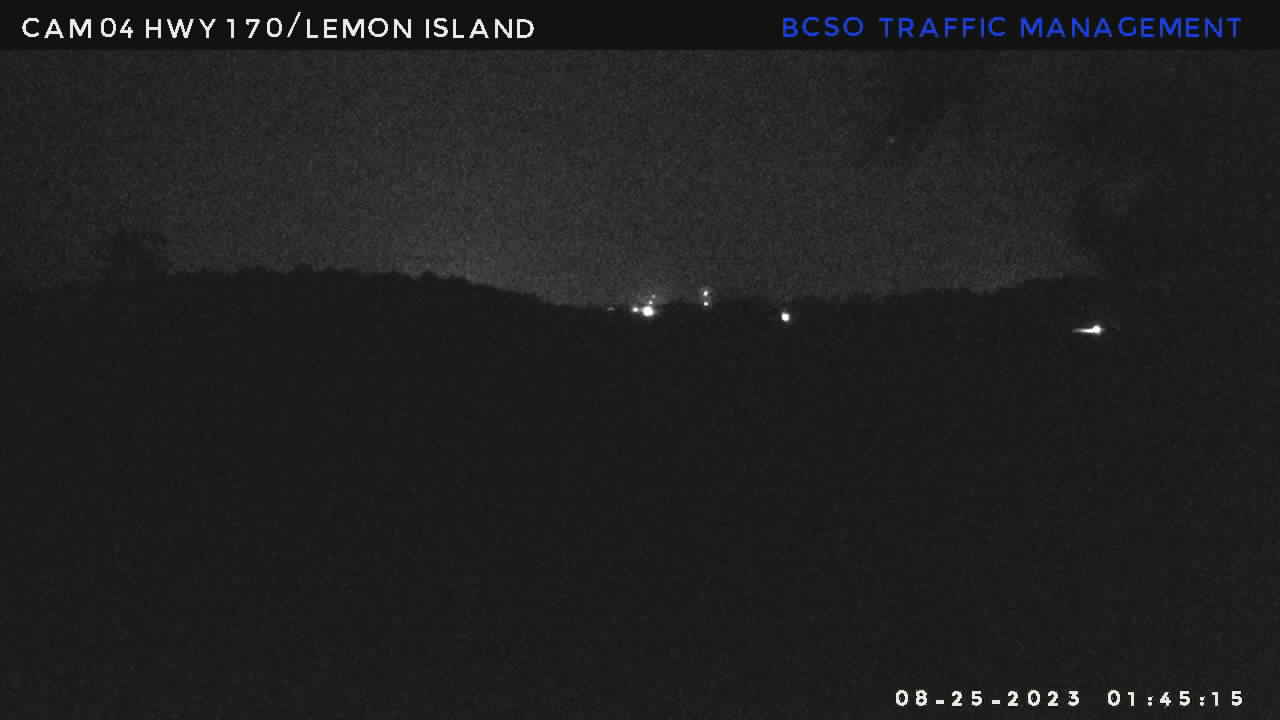 CAM04 HWY 170/LEMON ISLAND
BCSO TRAFFIC MANAGEMENT
08-25-2023 01:45:15